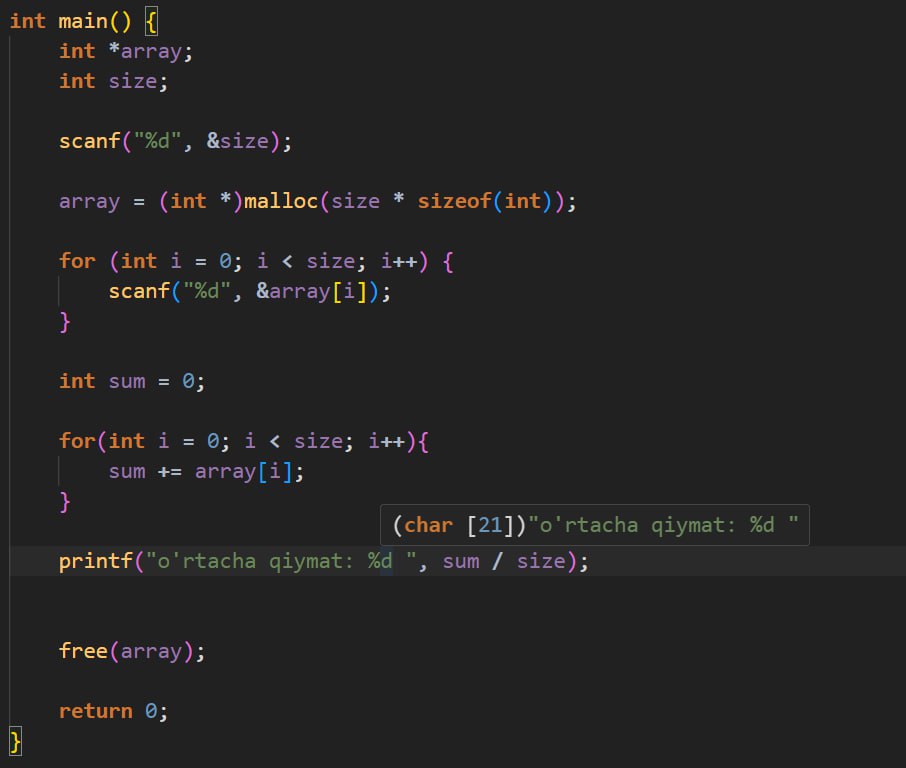 int main() {
    int *array;
    int size;
    scanf("%d", &size);
    array = (int *)malloc(size * sizeof(int));
    for (int i = 0; i < size; i++) {
        scanf("%d", &array[i]);
    }
    int sum = 0;
    for(int i = 0; i < size; i++){
        sum += array[i];
    }
(char [21])"o'rtacha qiymat: %d "
    printf("o'rtacha qiymat: %d ", sum / size);
    free(array);
    return 0;
}